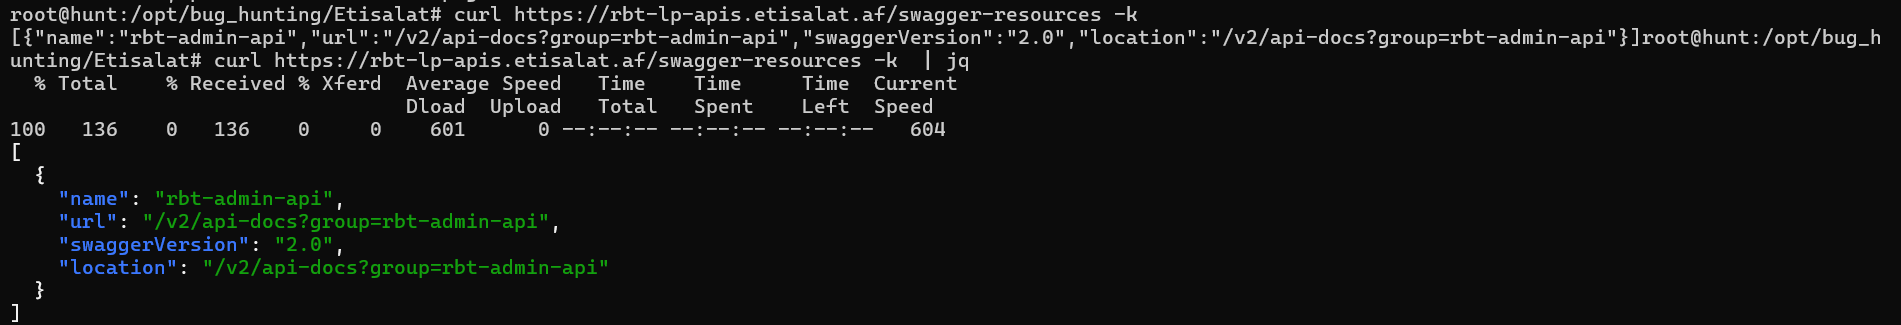 root@hunt:/opt/bug_hunting/Etisalat# curl https://rbt-lp-apis.etisalat.af/swagger-resources -k
[{"name":"rbt-admin-api","url":"/v2/api-docs?group=rbt-admin-api","swaggerVersion":"2.0","location":"/v2/api-docs?group=rbt-admin-api"}]root@hunt:/opt/bug_h
unting/Etisalat# curl https://rbt-lp-apis.etisalat.af/swagger-resources -k  | jq
  % Total    % Received % Xferd  Average Speed   Time    Time     Time  Current
                                 Dload  Upload   Total   Spent    Left  Speed
100   136    0   136    0     0    601      0 --:--:-- --:--:-- --:--:--   604
[
  {
    "name": "rbt-admin-api",
    "url": "/v2/api-docs?group=rbt-admin-api",
    "swaggerVersion": "2.0",
    "location": "/v2/api-docs?group=rbt-admin-api"
  }
]